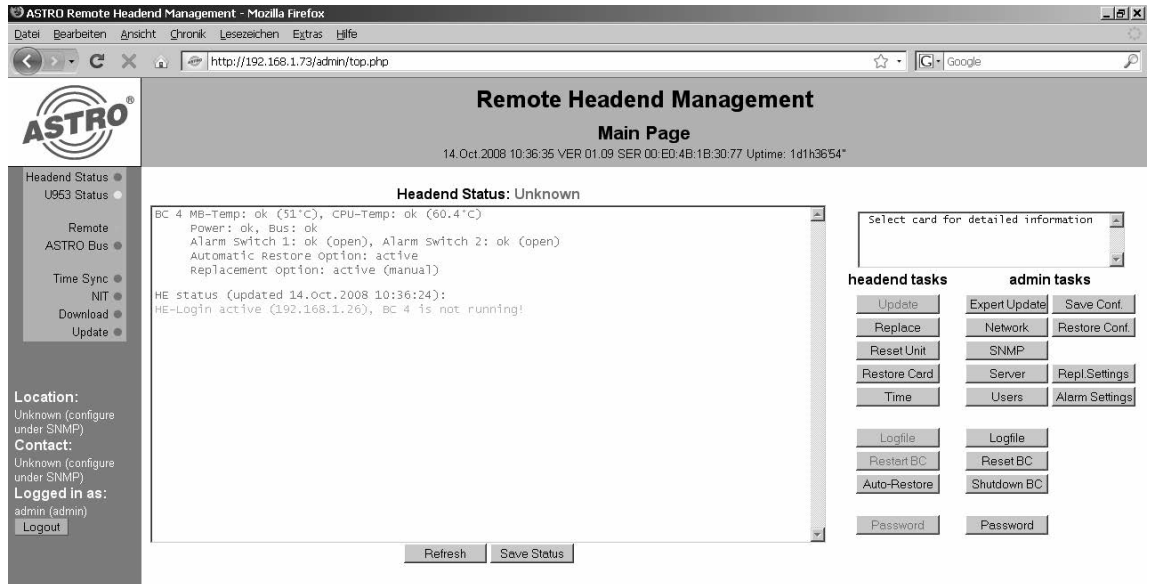 ASTRO Remote Headend Management - Mozilla Firefox
Datei Bearbeiten Ansicht Chronik Lesezeichen Extras Hilfe
http://192.168.1.73/admin/top.php
G Google
ASTRO®
Remote Headend Management
Main Page
14.Oct.2008 10:36:35 VER 01.09 SER 00:E0:4B:1B:30:77 Uptime: 1d1h36'54"
Headend Status
U953 Status
Remote
ASTRO Bus
Time Sync
NIT
Download
Update
Location:
Unknown (configure
under SNMP)
Contact:
Unknown (configure
under SNMP)
Logged in as:
admin (admin)
Logout
Headend Status: Unknown
BC 4 MB-Temp: ok (51°C), CPU-Temp: ok (60.4°C)
Power: ok, Bus: ok
Alarm Switch 1: ok (open), Alarm Switch 2: ok (open)
Automatic Restore Option: active
Replacement Option: active (manual)
HE status (updated 14.Oct.2008 10:36:24):
HE-Login active (192.168.1.26), BC 4 is not running!
Refresh Save Status
Select card for detailed information
headend tasks admin tasks
Update Expert Update Save Conf.
Replace Network Restore Conf.
Reset Unit SNMP
Restore Card Server Repl.Settings
Time Users Alarm Settings
Logfile Logfile
Restart BC Reset BC
Auto-Restore Shutdown BC
Password Password